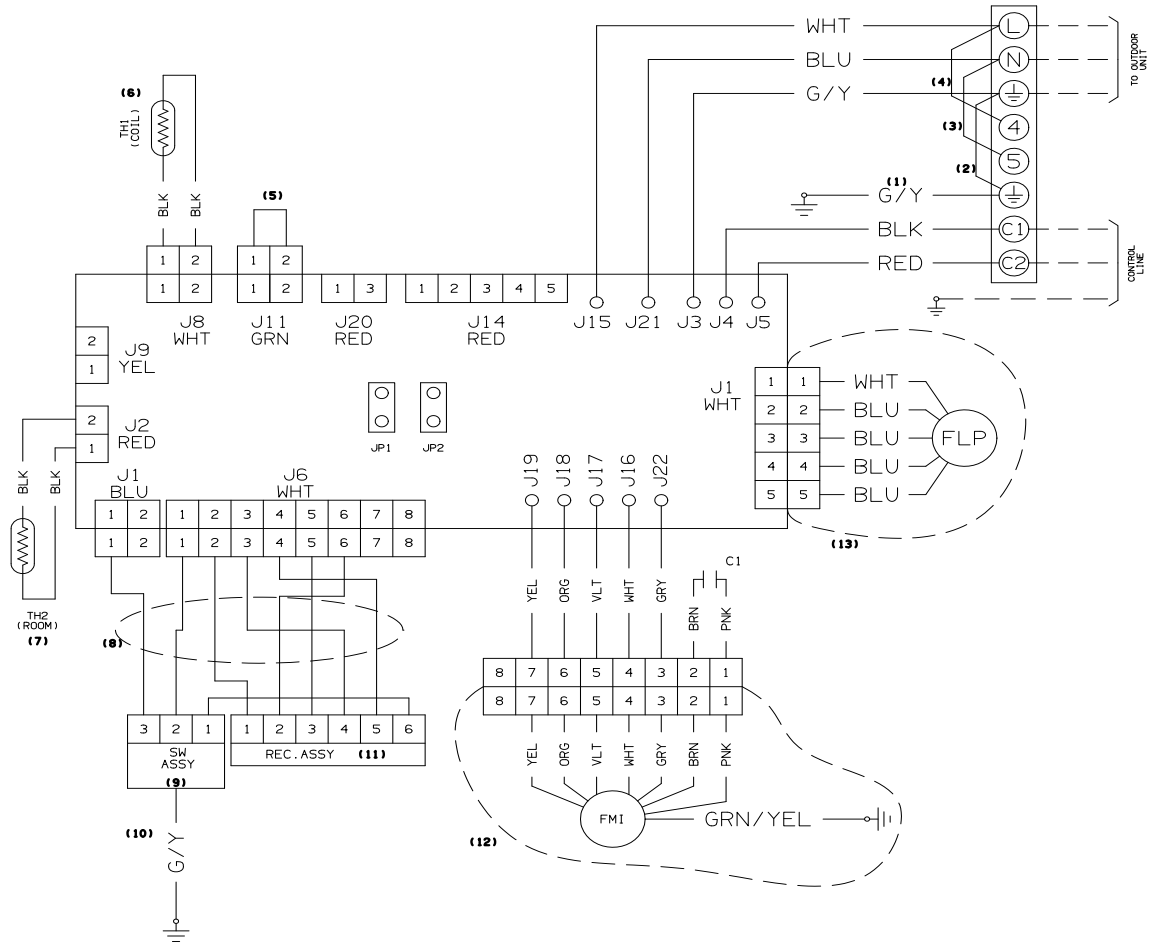 WHT
L
BLU
N
TO OUTDOOR
UNIT
(4)
(6)
G/Y
TH1
(COIL)
(3)
4
5
(2)
(1)
BLK
BLK
(5)
G/Y
BLK
C1
RED
C2
CONTROL
LINE
1 2
1 2
1 2
1 2
1 3
1 2 3 4 5
J8
WHT
J11
GRN
J20
RED
J14
RED
J15
J21
J3
J4
J5
2
1
J9
YEL
2
1
J2
RED
JP1
JP2
J1
WHT
1 1 WHT
2 2 BLU
3 3 BLU
4 4 BLU
5 5 BLU
FLP
(13)
BLK
BLK
J1
BLU
J6
WHT
J19
J18
J17
J16
J22
1 2
1 2
1 2 3 4 5 6 7 8
1 2 3 4 5 6 7 8
TH2
(ROOM)
(7)
(8)
YEL
ORG
VLT
WHT
GRY
BRN
PNK
C1
8 7 6 5 4 3 2 1
8 7 6 5 4 3 2 1
3 2 1
SW
ASSY
(9)
1 2 3 4 5 6
REC.ASSY (11)
YEL
ORG
VLT
WHT
GRY
BRN
PNK
FMI
GRN/YEL
(12)
(10)
G/Y